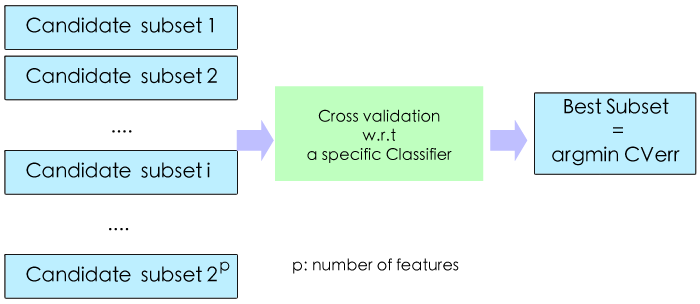 Candidate subset 1
Candidate subset 2
....
Candidate subset i
....
Candidate subset 2^p
Cross validation
w.r.t
a specific Classifier
Best Subset
=
argmin CVerr
p: number of features